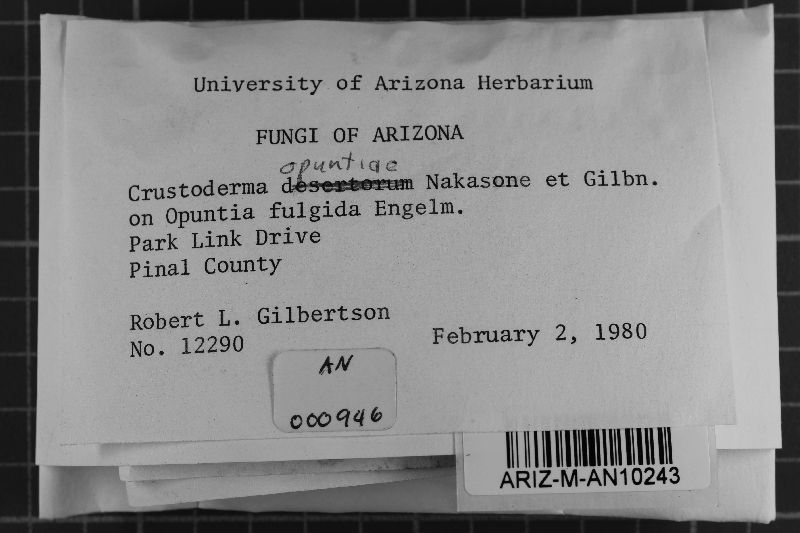 University of Arizona Herbarium
FUNGI OF ARIZONA
opuntiae
Crustoderma desertorum Nakasone et Gilbn.
on Opuntia fulgida Engelm.
Park Link Drive
Pinal County
Robert L. Gilbertson
No. 12290
February 2, 1980
AN
000946
ARIZ-M-AN10243